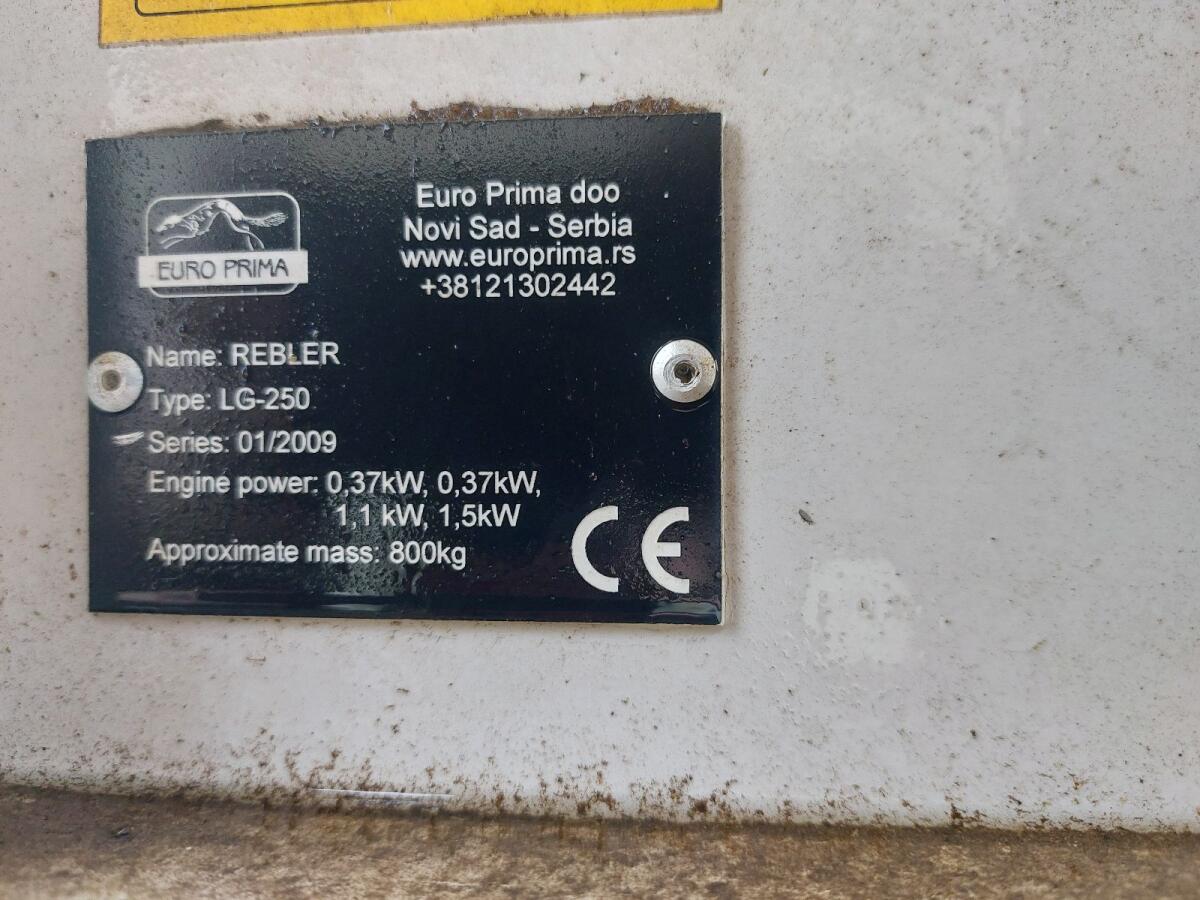 EURO PRIMA
Euro Prima doo
Novi Sad - Serbia
www.europrima.rs
+38121302442
Name: REBLER
Type: LG-250
Series: 01/2009
Engine power: 0,37kW, 0,37kW,
1,1 kW, 1,5kW
Approximate mass: 800kg
CE